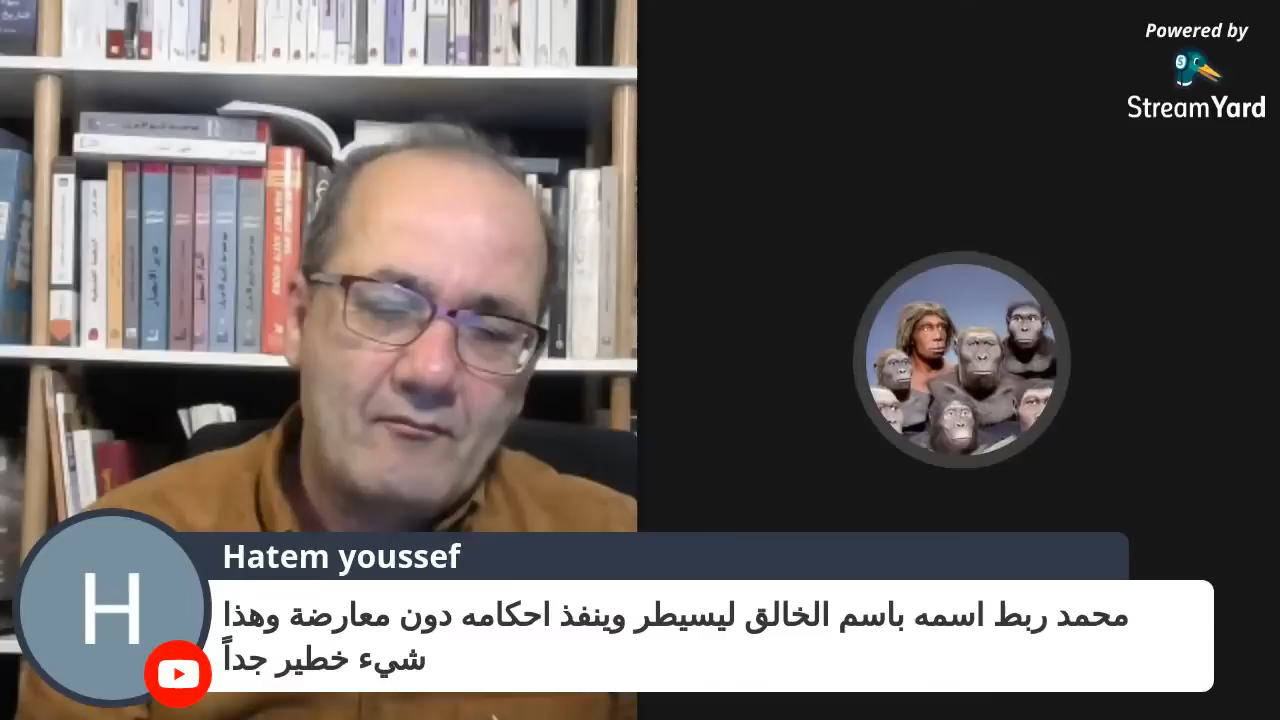 Powered by
StreamYard
Hatem youssef
H
محمد ربط اسمه باسم الخالق ليسيطر وينفذ احكامه دون معارضة وهذا
شيء خطير جداً